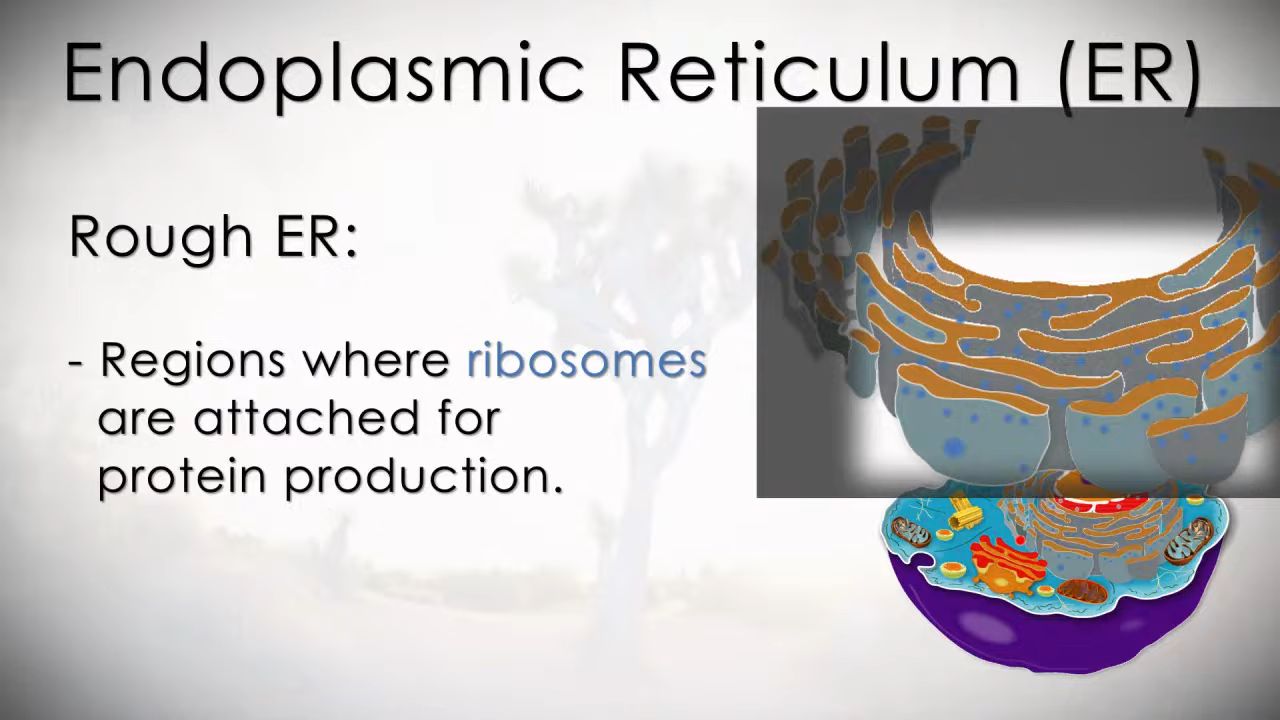 Endoplasmic Reticulum (ER)
Rough ER:
- Regions where ribosomes
are attached for
protein production.